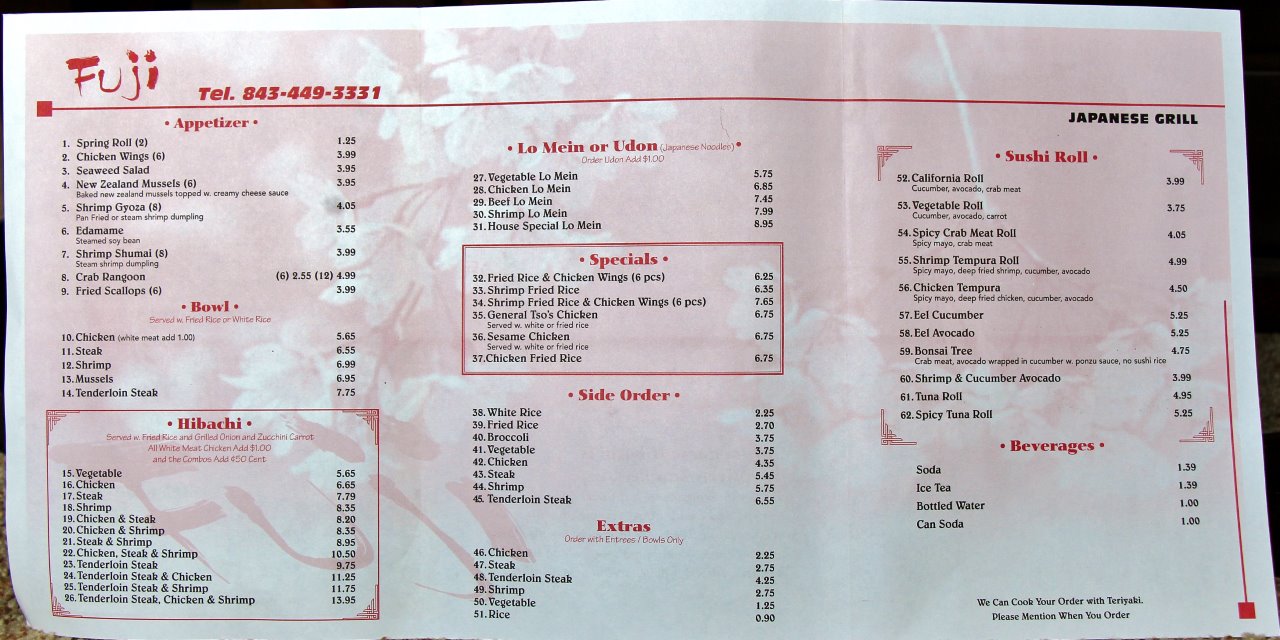 Fuji
Tel. 843-449-3331
JAPANESE GRILL
• Appetizer •
1. Spring Roll (2) 1.25
2. Chicken Wings (6) 3.99
3. Seaweed Salad 3.95
4. New Zealand Mussels (6) 3.95
Baked new zealand mussels topped w. creamy cheese sauce
5. Shrimp Gyoza (8) 4.05
Pan Fried or steam shrimp dumpling
6. Edamame 3.55
Steamed soy bean
7. Shrimp Shumai (8) 3.99
Steam shrimp dumpling
8. Crab Rangoon (6) 2.55 (12) 4.99
9. Fried Scallops (6) 3.99
• Bowl •
Served w. Fried Rice or White Rice
10. Chicken (white meat add 1.00) 5.65
11. Steak 6.55
12. Shrimp 6.99
13. Mussels 6.95
14. Tenderloin Steak 7.75
• Hibachi •
Served w. Fried Rice and Grilled Onion and Zucchini Carrot
All White Meat Chicken Add $1.00
and the Combos Add ¢50 Cent
15. Vegetable 5.65
16. Chicken 6.65
17. Steak 7.79
18. Shrimp 8.35
19. Chicken & Steak 8.20
20. Chicken & Shrimp 8.35
21. Steak & Shrimp 8.95
22. Chicken, Steak & Shrimp 10.50
23. Tenderloin Steak 9.75
24. Tenderloin Steak & Chicken 11.25
25. Tenderloin Steak & Shrimp 11.75
26. Tenderloin Steak, Chicken & Shrimp 13.95
• Lo Mein or Udon (Japanese Noodles) •
Order Udon Add $1.00
27. Vegetable Lo Mein 5.75
28. Chicken Lo Mein 6.85
29. Beef Lo Mein 7.45
30. Shrimp Lo Mein 7.99
31. House Special Lo Mein 8.95
• Specials •
32. Fried Rice & Chicken Wings (6 pcs) 6.25
33. Shrimp Fried Rice 6.35
34. Shrimp Fried Rice & Chicken Wings (6 pcs) 7.65
35. General Tso's Chicken 6.75
Served w. white or fried rice
36. Sesame Chicken 6.75
Served w. white or fried rice
37. Chicken Fried Rice 6.75
• Side Order •
38. White Rice 2.25
39. Fried Rice 2.70
40. Broccoli 3.75
41. Vegetable 3.75
42. Chicken 4.35
43. Steak 5.45
44. Shrimp 5.75
45. Tenderloin Steak 6.55
Extras
Order with Entrees / Bowls Only
46. Chicken 2.25
47. Steak 2.75
48. Tenderloin Steak 4.25
49. Shrimp 2.75
50. Vegetable 1.25
51. Rice 0.90
• Sushi Roll •
52. California Roll 3.99
Cucumber, avocado, crab meat
53. Vegetable Roll 3.75
Cucumber, avocado, carrot
54. Spicy Crab Meat Roll 4.05
Spicy mayo, crab meat
55. Shrimp Tempura Roll 4.99
Spicy mayo, deep fried shrimp, cucumber, avocado
56. Chicken Tempura 4.50
Spicy mayo, deep fried chicken, cucumber, avocado
57. Eel Cucumber 5.25
58. Eel Avocado 5.25
59. Bonsai Tree 4.75
Crab meat, avocado wrapped in cucumber w. ponzu sauce, no sushi rice
60. Shrimp & Cucumber Avocado 3.99
61. Tuna Roll 4.95
62. Spicy Tuna Roll 5.25
• Beverages •
Soda 1.39
Ice Tea 1.39
Bottled Water 1.00
Can Soda 1.00
We Can Cook Your Order with Teriyaki.
Please Mention When You Order